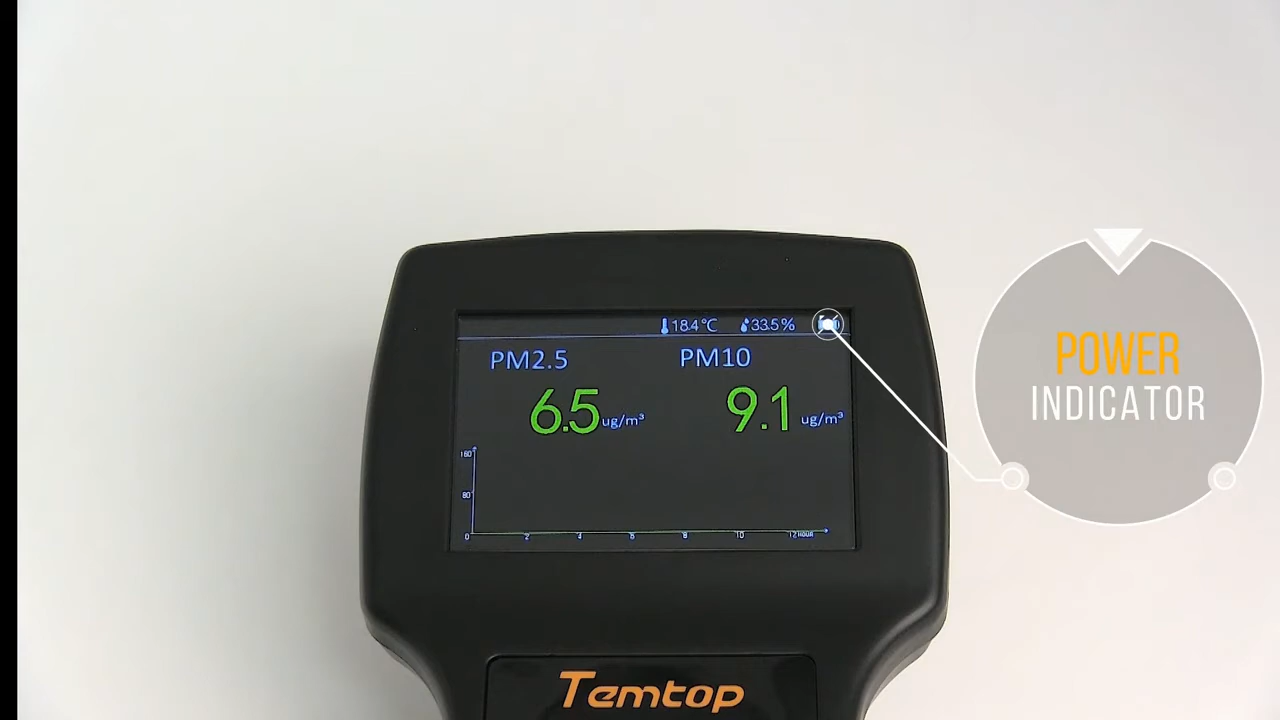 18.4℃ 33.5%
PM2.5 PM10
6.5 ug/m³ 9.1 ug/m³
160
80
0 2 4 6 8 10 12HOUR
Temtop
POWER
INDICATOR